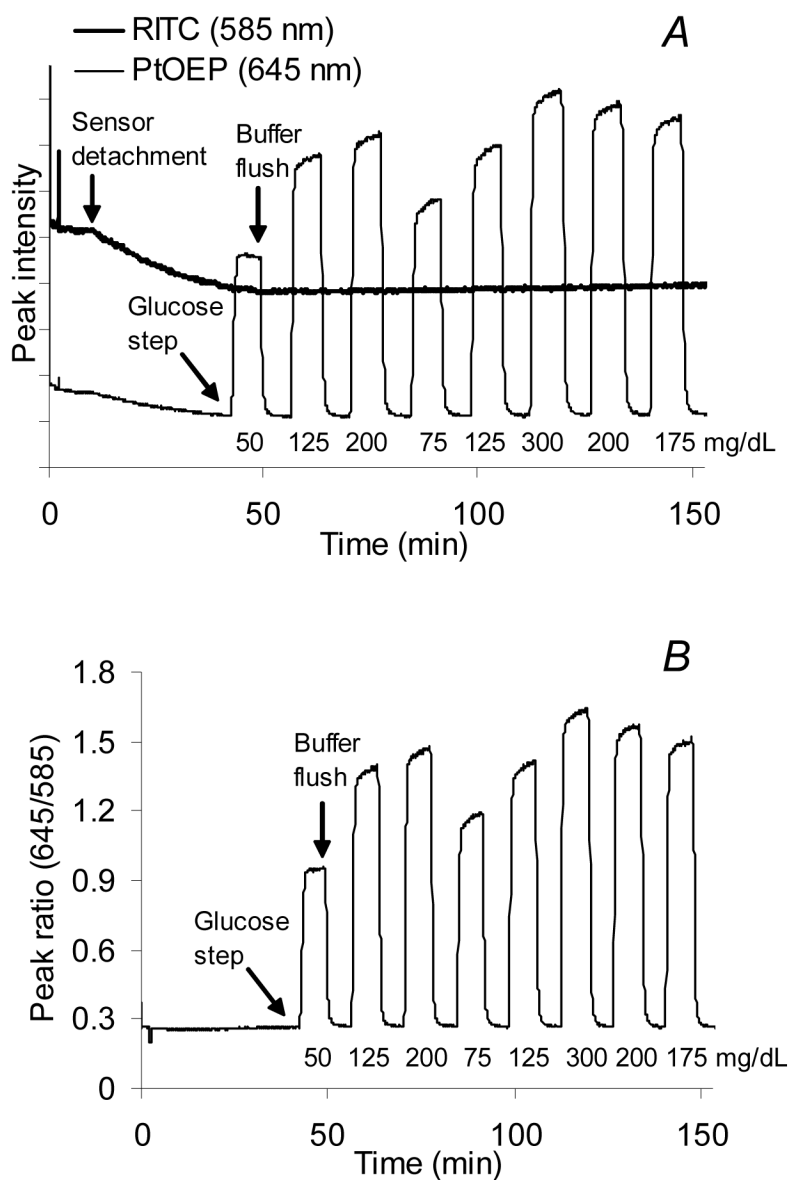 RITC (585 nm)
PtOEP (645 nm)
A
Sensor
detachment
Buffer
flush
Glucose
step
Peak intensity
50 125 200 75 125 300 200 175 mg/dL
0 50 100 150
Time (min)
B
1.8
1.5
1.2
0.9
0.6
0.3
0
Peak ratio (645/585)
Buffer
flush
Glucose
step
50 125 200 75 125 300 200 175 mg/dL
0 50 100 150
Time (min)